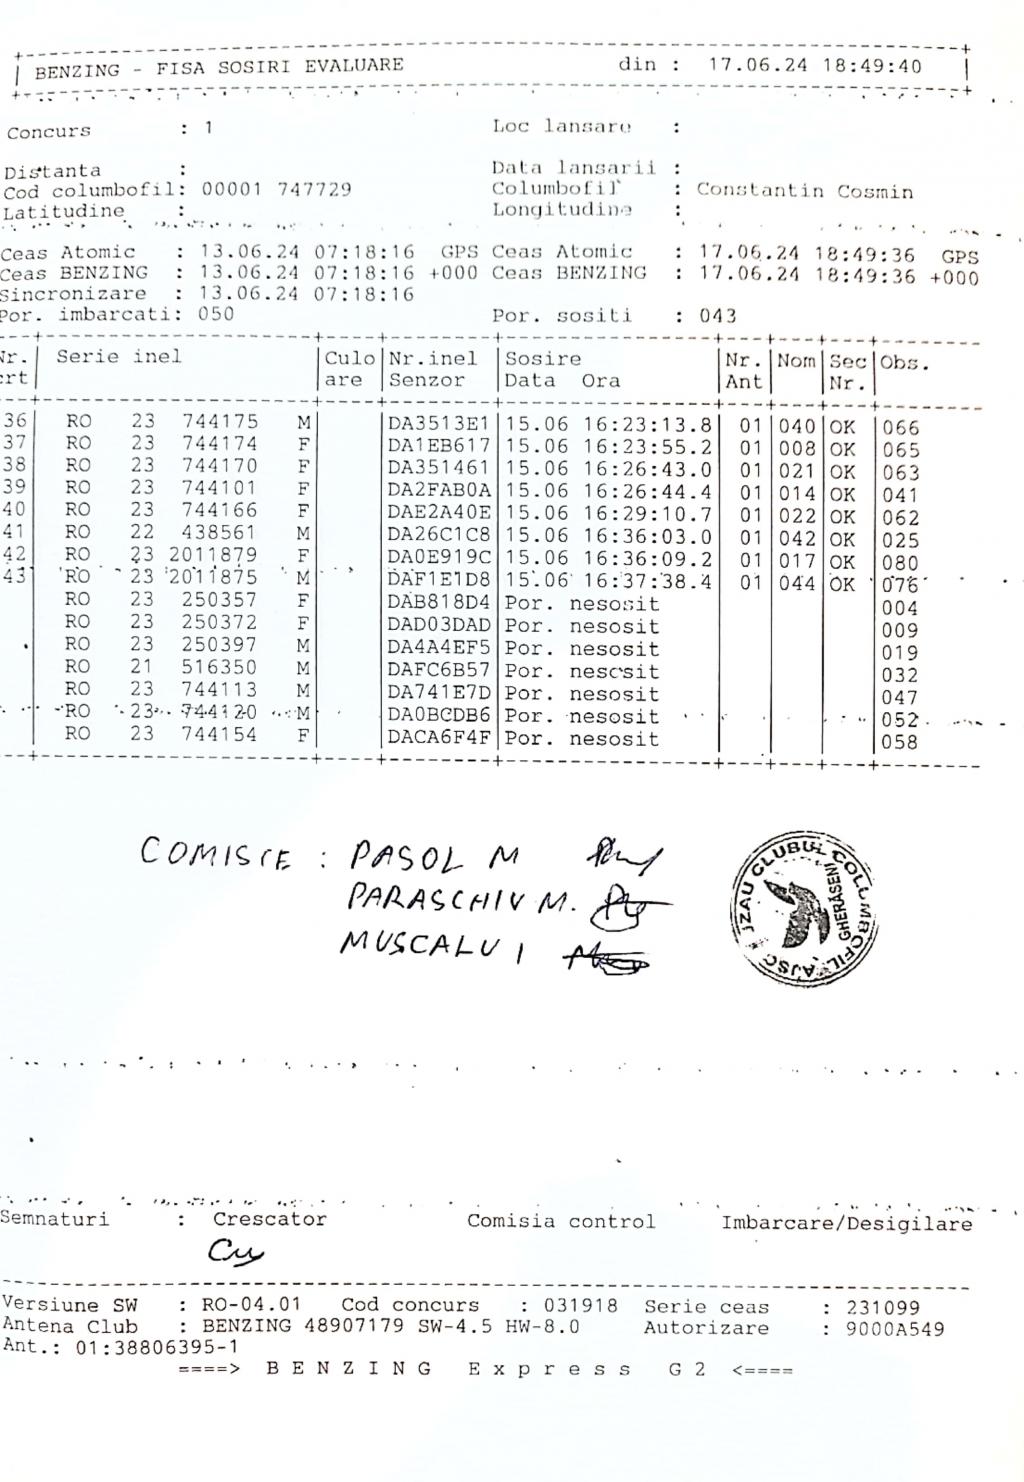 BENZING - FISA SOSIRI EVALUARE din : 17.06.24 18:49:40
Concurs : 1 Loc lansare :
Distanta : Data lansarii :
Cod columbofil: 00001 747729 Columbofil : Constantin Cosmin
Latitudine : Longitudine :
Ceas Atomic : 13.06.24 07:18:16 GPS Ceas Atomic : 17.06.24 18:49:36 GPS
Ceas BENZING : 13.06.24 07:18:16 +000 Ceas BENZING : 17.06.24 18:49:36 +000
Sincronizare : 13.06.24 07:18:16
Por. imbarcati: 050 Por. sositi : 043
Nr. Serie inel Culo Nr.inel Sosire Nr. Nom Sec Obs.
crt are Senzor Data Ora Ant Nr.
36 RO 23 744175 M DA3513E1 15.06 16:23:13.8 01 040 OK 066
37 RO 23 744174 F DA1EB617 15.06 16:23:55.2 01 008 OK 065
38 RO 23 744170 F DA351461 15.06 16:26:43.0 01 021 OK 063
39 RO 23 744101 F DA2FAB0A 15.06 16:26:44.4 01 014 OK 041
40 RO 23 744166 F DAE2A40E 15.06 16:29:10.7 01 022 OK 062
41 RO 22 438561 M DA26C1C8 15.06 16:36:03.0 01 042 OK 025
42 RO 23 2011879 F DA0E919C 15.06 16:36:09.2 01 017 OK 080
43 RO 23 2011875 M DAF1E1D8 15.06 16:37:38.4 01 044 OK 076
RO 23 250357 F DAB818D4 Por. nesosit 004
RO 23 250372 F DAD03DAD Por. nesosit 009
RO 23 250397 M DA4A4EF5 Por. nesosit 019
RO 21 516350 M DAFC6B57 Por. nesosit 032
RO 23 744113 M DA741E7D Por. nesosit 047
RO 23 744120 M DA0BCDB6 Por. nesosit 052
RO 23 744154 F DACA6F4F Por. nesosit 058
COMISIE : PASOL M
PARASCHIV M.
MUSCALU I
CLUBUL COLUMBOFIL
GHERASENI
Semnaturi : Crescator Comisia control Imbarcare/Desigilare
Versiune SW : RO-04.01 Cod concurs : 031918 Serie ceas : 231099
Antena Club : BENZING 48907179 SW-4.5 HW-8.0 Autorizare : 9000A549
Ant.: 01:38806395-1
====> B E N Z I N G E x p r e s s G 2 <====